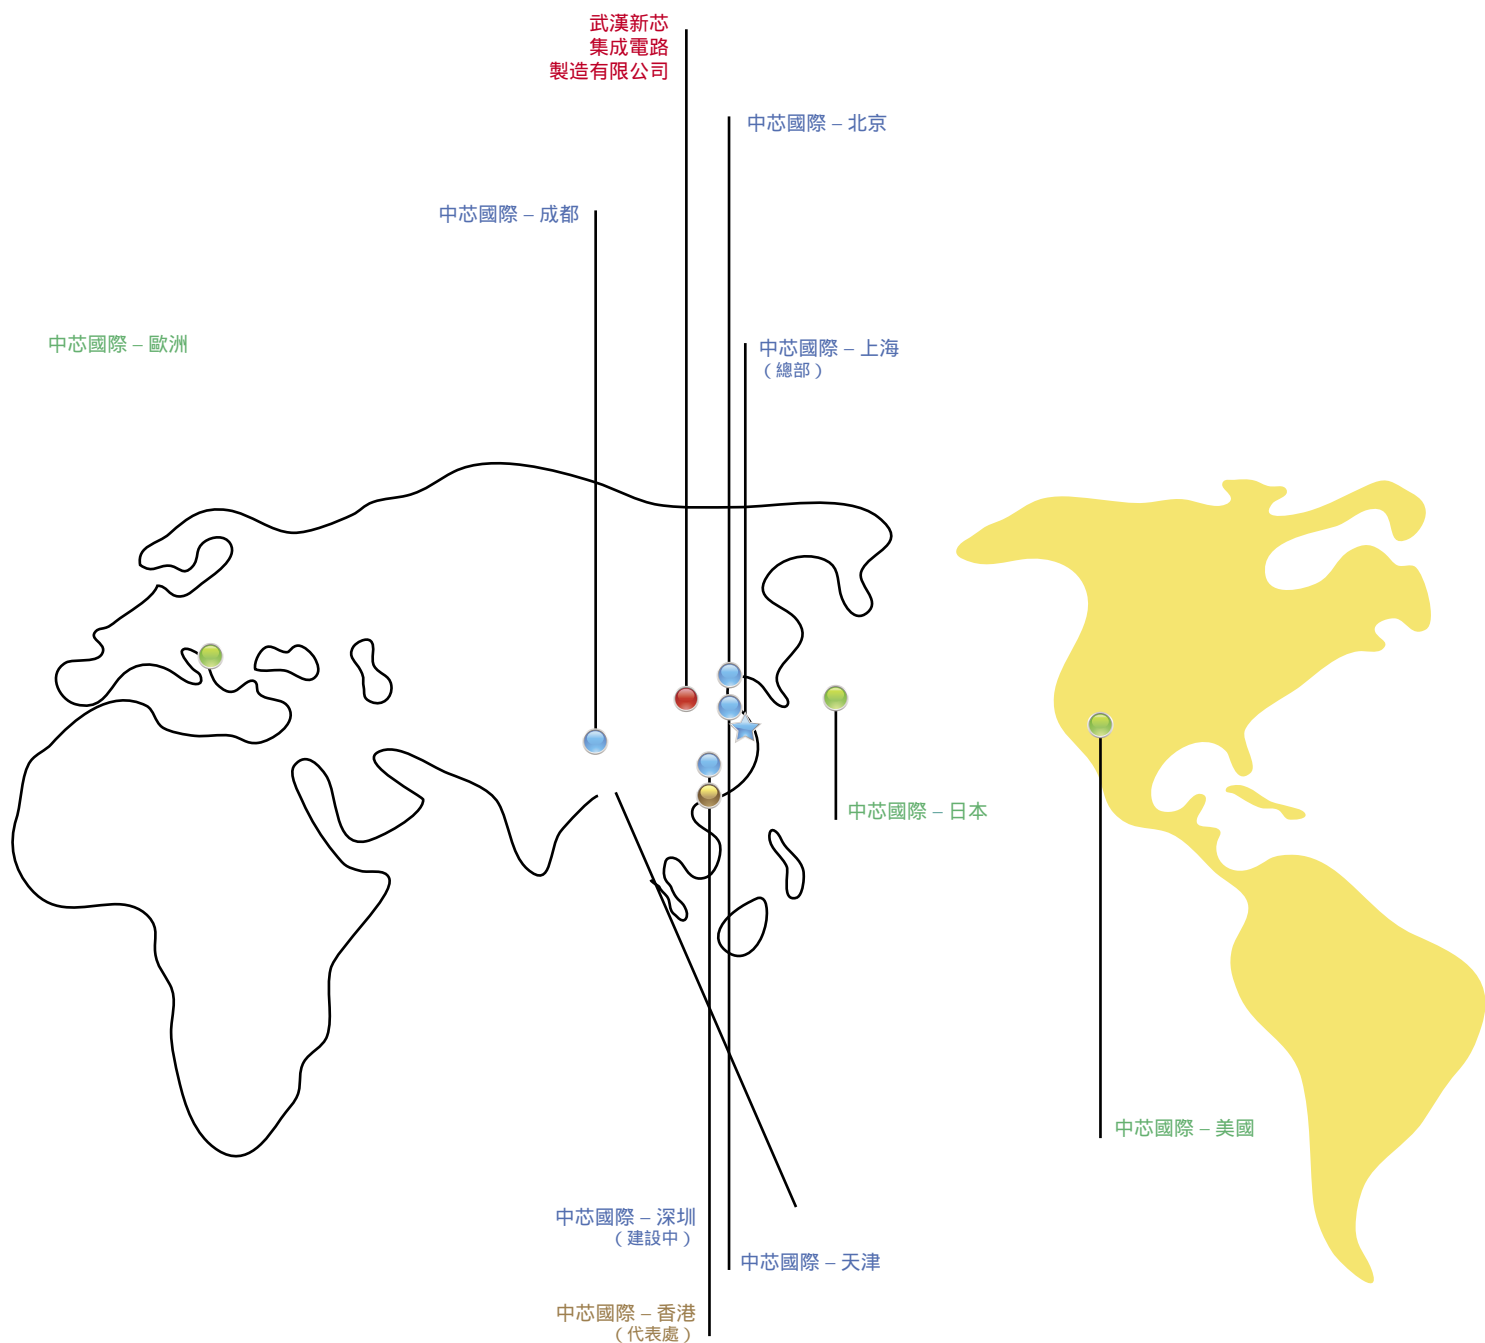 武漢新芯
集成電路
製造有限公司
中芯國際 – 北京
中芯國際 – 成都
中芯國際 – 歐洲
中芯國際 – 上海
（總部）
中芯國際 – 日本
中芯國際 – 美國
中芯國際 – 深圳
（建設中）
中芯國際 – 天津
中芯國際 – 香港
（代表處）